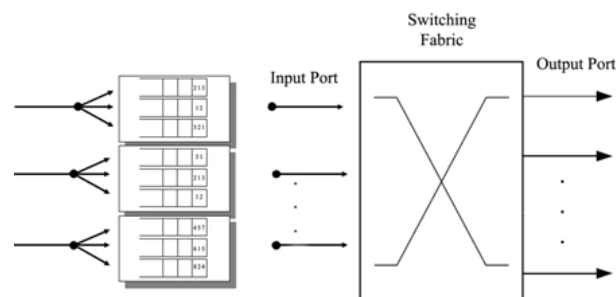 Switching
Fabric
Input Port
Output Port
213
12
321
31
213
12
457
415
424